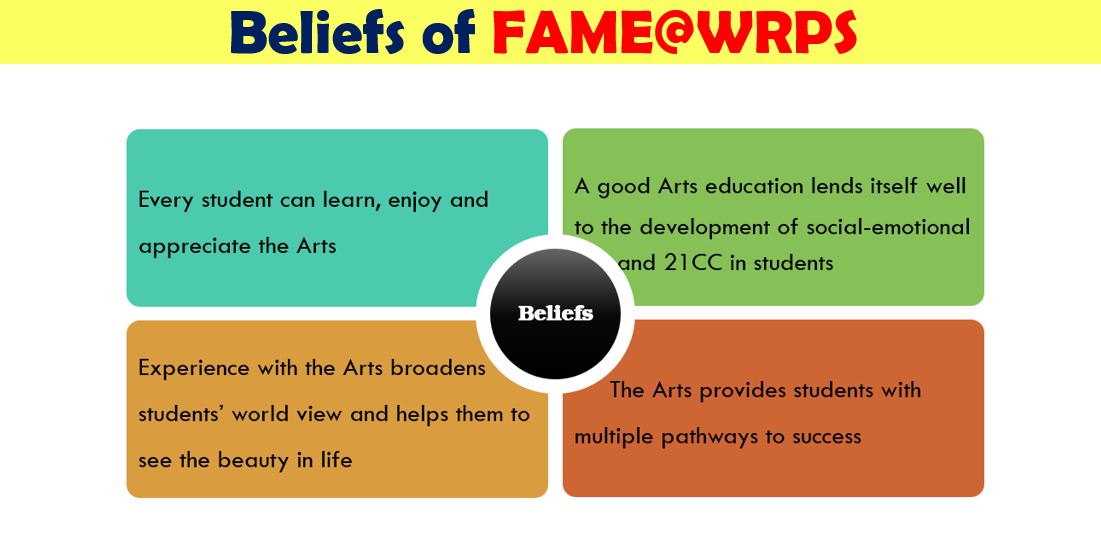 Beliefs of FAME@WRPS
Every student can learn, enjoy and
appreciate the Arts
A good Arts education lends itself well
to the development of social-emotional
and 21CC in students
Beliefs
Experience with the Arts broadens
students’ world view and helps them to
see the beauty in life
The Arts provides students with
multiple pathways to success